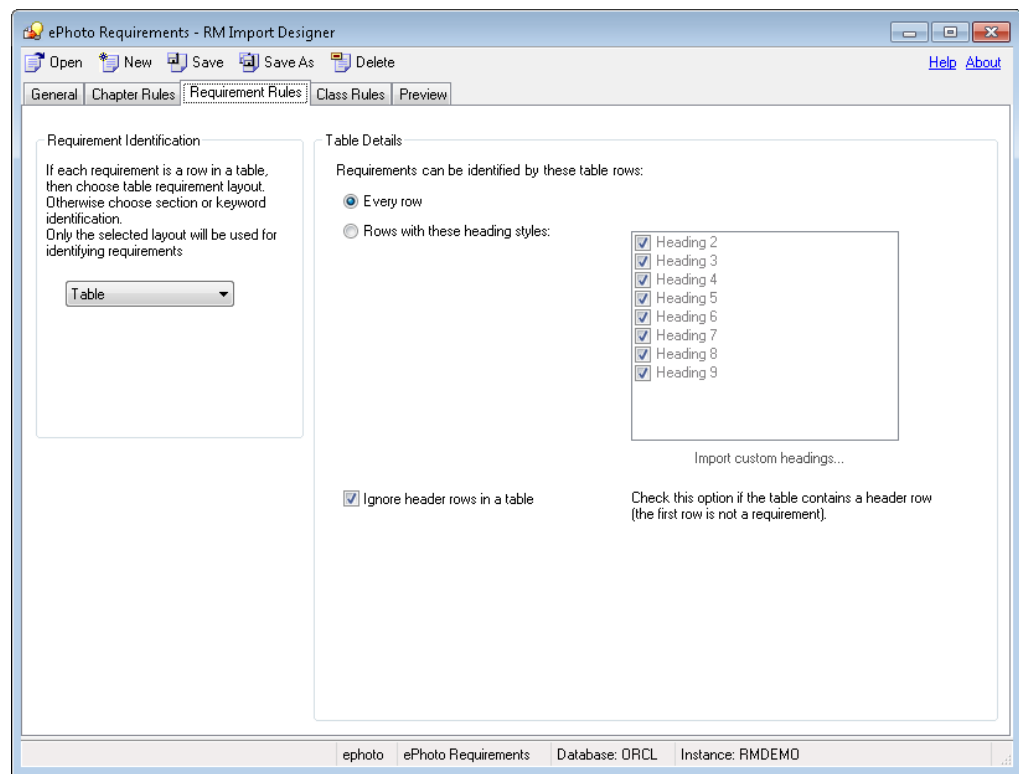 ePhoto Requirements - RM Import Designer
Open New Save Save As Delete Help About
General Chapter Rules Requirement Rules Class Rules Preview
Requirement Identification
If each requirement is a row in a table,
then choose table requirement layout.
Otherwise choose section or keyword
identification.
Only the selected layout will be used for
identifying requirements
Table
Table Details
Requirements can be identified by these table rows:
Every row
Rows with these heading styles:
Heading 2
Heading 3
Heading 4
Heading 5
Heading 6
Heading 7
Heading 8
Heading 9
Import custom headings...
Ignore header rows in a table
Check this option if the table contains a header row
(the first row is not a requirement).
ephoto ePhoto Requirements Database: ORCL Instance: RMDEMO